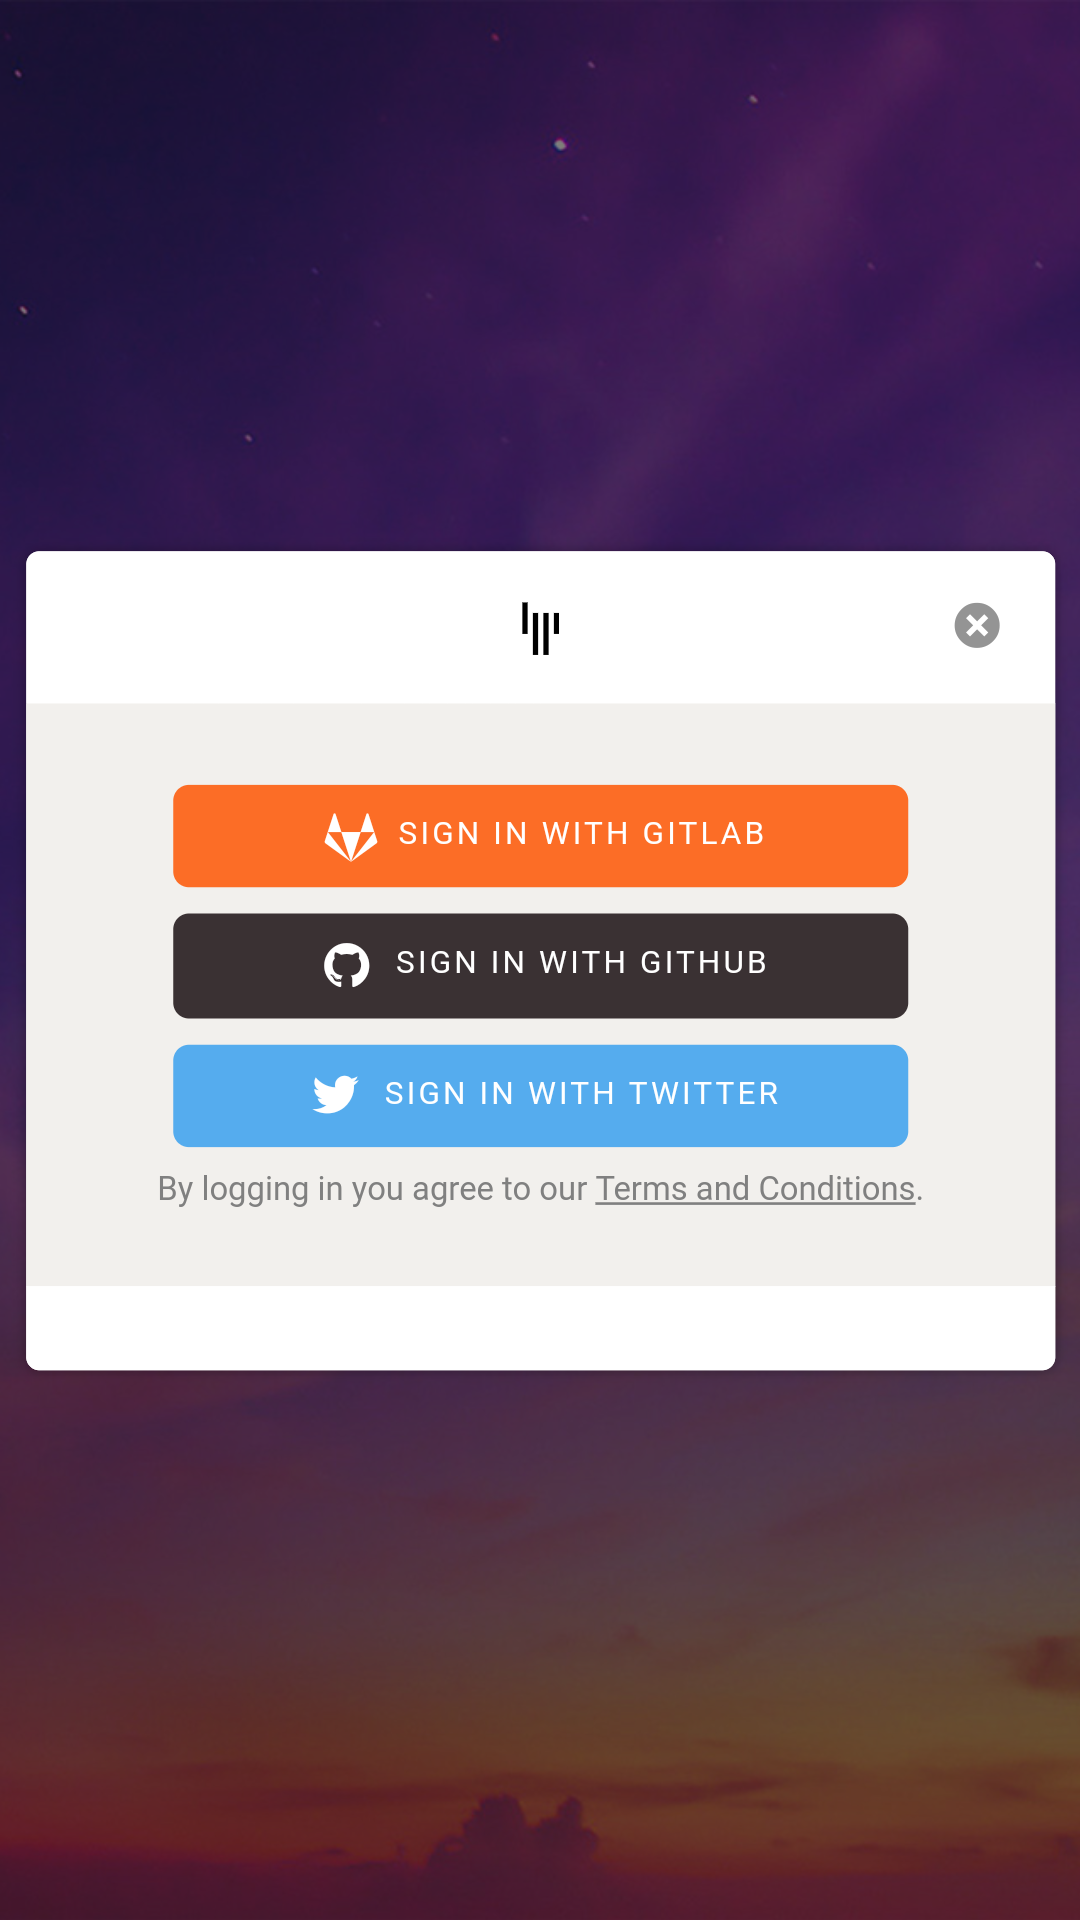 SIGN IN WITH GITLAB
SIGN IN WITH GITHUB
SIGN IN WITH TWITTER
By logging in you agree to our Terms and Conditions.